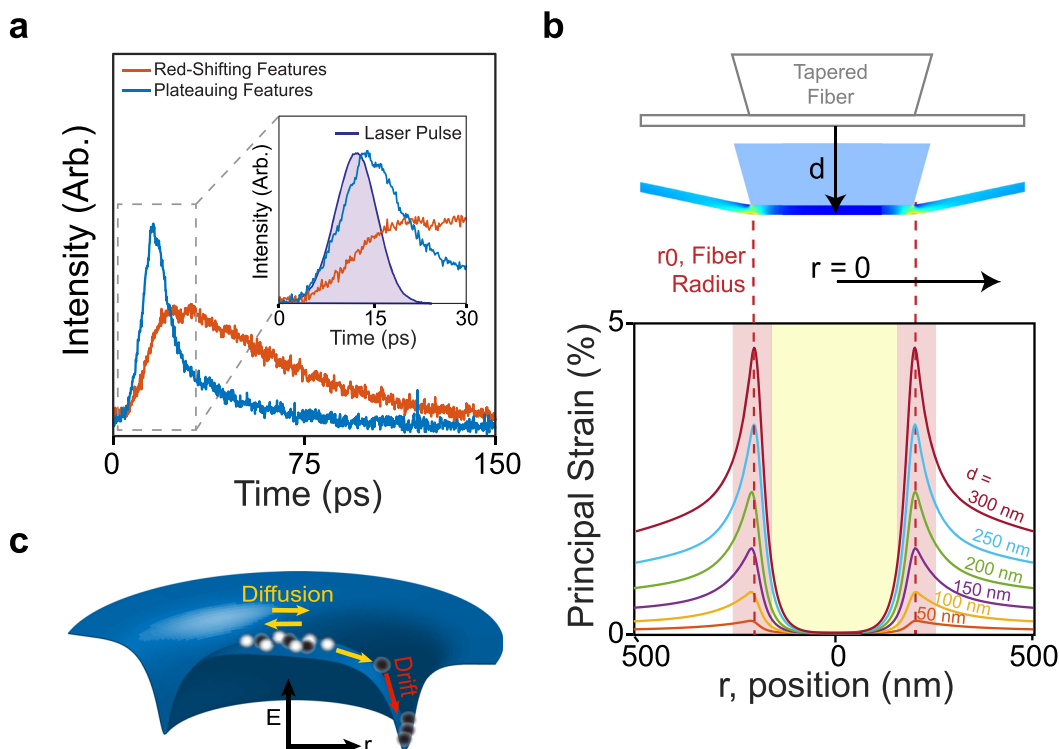 a
Red-Shifting Features
Plateauing Features
Laser Pulse
Intensity (Arb.)
0
15
30
Time (ps)
Intensity (Arb.)
0
75
150
Time (ps)
b
Tapered
Fiber
d
r0, Fiber
Radius
r = 0
5
Principal Strain (%)
0
d =
300 nm
250 nm
200 nm
150 nm
100 nm
50 nm
500
0
500
r, position (nm)
c
Diffusion
Drift
E
r